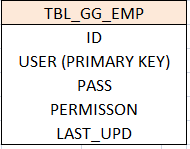 TBL_GG_EMP
ID
USER (PRIMARY KEY)
PASS
PERMISSON
LAST_UPD